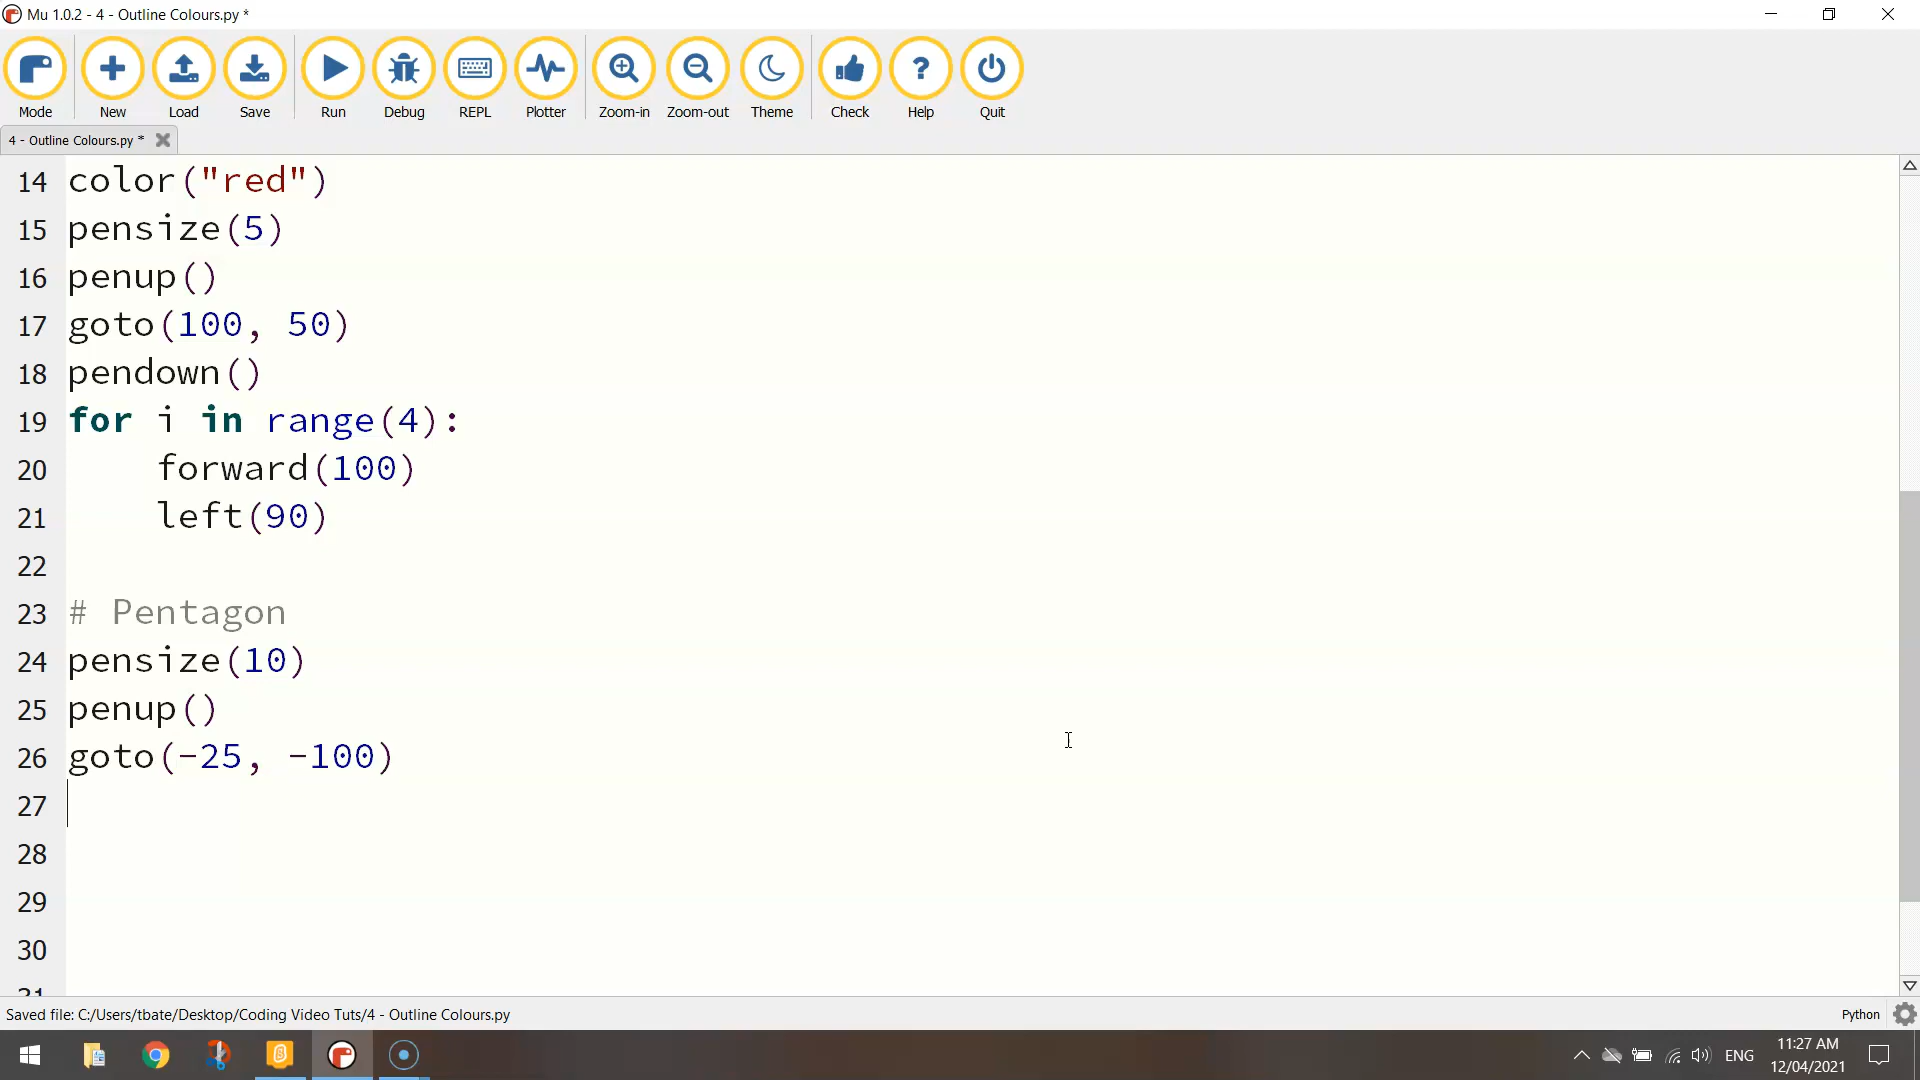 Mu 1.0.2 - 4 - Outline Colours.py *
Mode New Load Save Run Debug REPL Plotter Zoom-in Zoom-out Theme Check Help Quit
4 - Outline Colours.py *
14 color("red")
15 pensize(5)
16 penup()
17 goto(100, 50)
18 pendown()
19 for i in range(4):
20     forward(100)
21     left(90)
22
23 # Pentagon
24 pensize(10)
25 penup()
26 goto(-25, -100)
27
28
29
30
31
Saved file: C:/Users/tbate/Desktop/Coding Video Tuts/4 - Outline Colours.py
Python
ENG
11:27 AM
12/04/2021